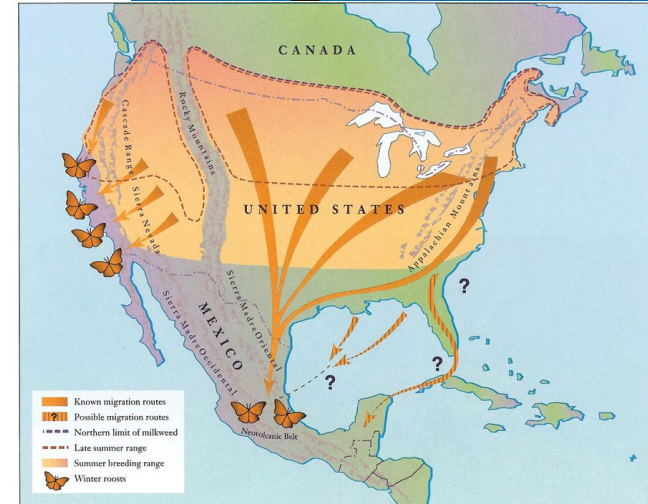 CANADA
Cascade Range
Rocky Mountains
Sierra Nevada
UNITED STATES
Appalachian Mountains
?
Sierra Madre Oriental
Sierra Madre Occidental
MEXICO
?
?
Neovolcanic Belt
Known migration routes
? Possible migration routes
Northern limit of milkweed
Late summer range
Summer breeding range
Winter roosts